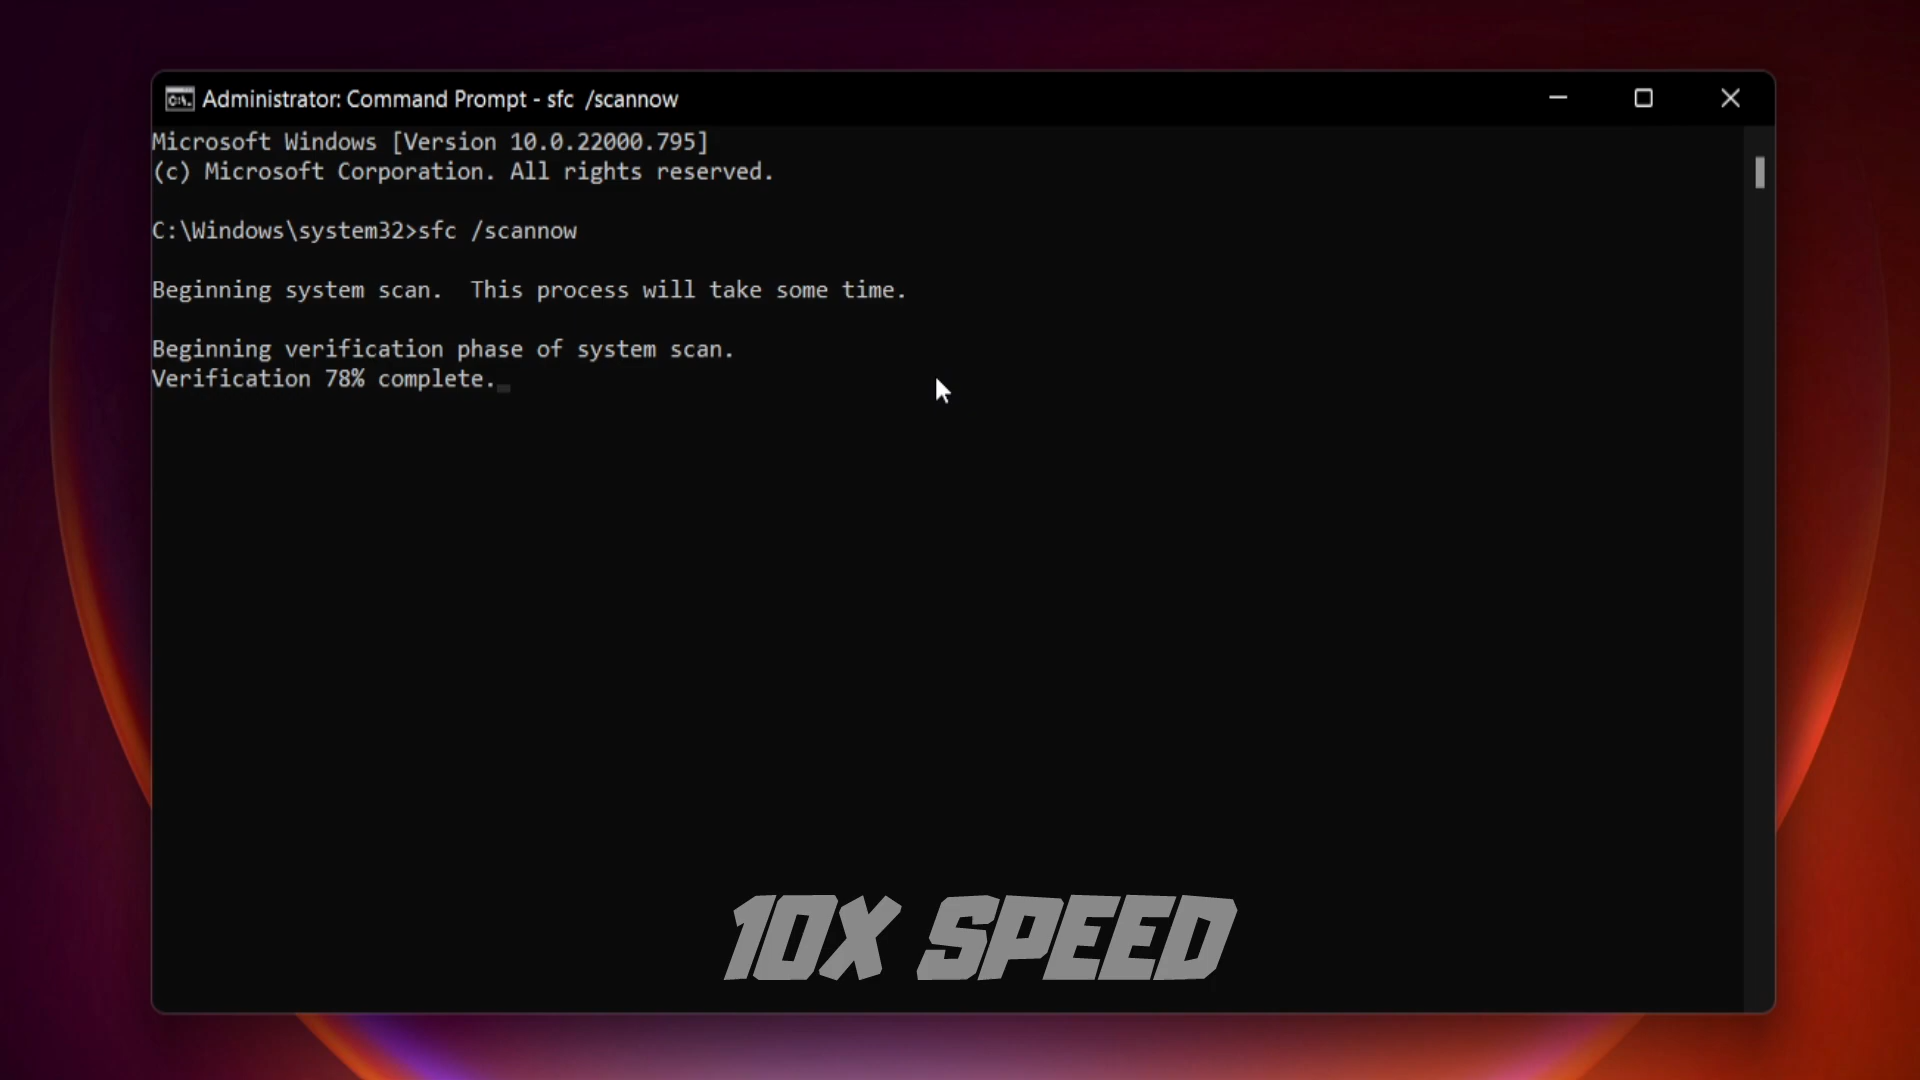 Administrator: Command Prompt - sfc  /scannow
Microsoft Windows [Version 10.0.22000.795]
(c) Microsoft Corporation. All rights reserved.
C:\Windows\system32>sfc /scannow
Beginning system scan.  This process will take some time.
Beginning verification phase of system scan.
Verification 78% complete.
10X SPEED